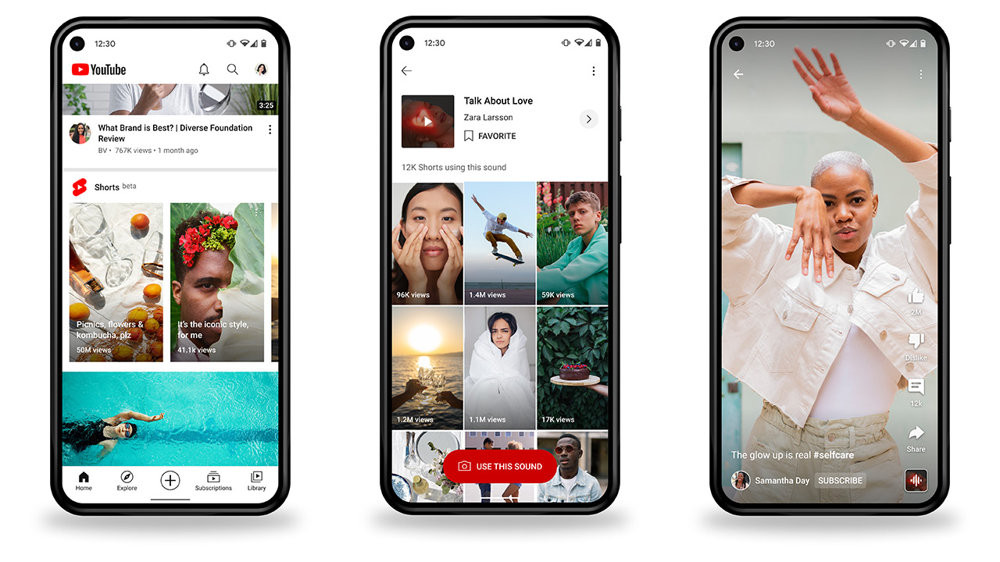 12:30
YouTube
3:25
What Brand is Best? | Diverse Foundation
Review
BV • 767K views • 1 month ago
Shorts beta
Picnics, flowers &
kombucha, plz
50M views
It's the iconic style,
for me
41.1k views
Home
Explore
Subscriptions
Library
12:30
Talk About Love
Zara Larsson
FAVORITE
12K Shorts using this sound
96K views
1.4M views
59K views
1.2M views
1.1M views
17K views
USE THIS SOUND
12:30
2M
Dislike
12k
Share
The glow up is real #selfcare
Samantha Day
SUBSCRIBE